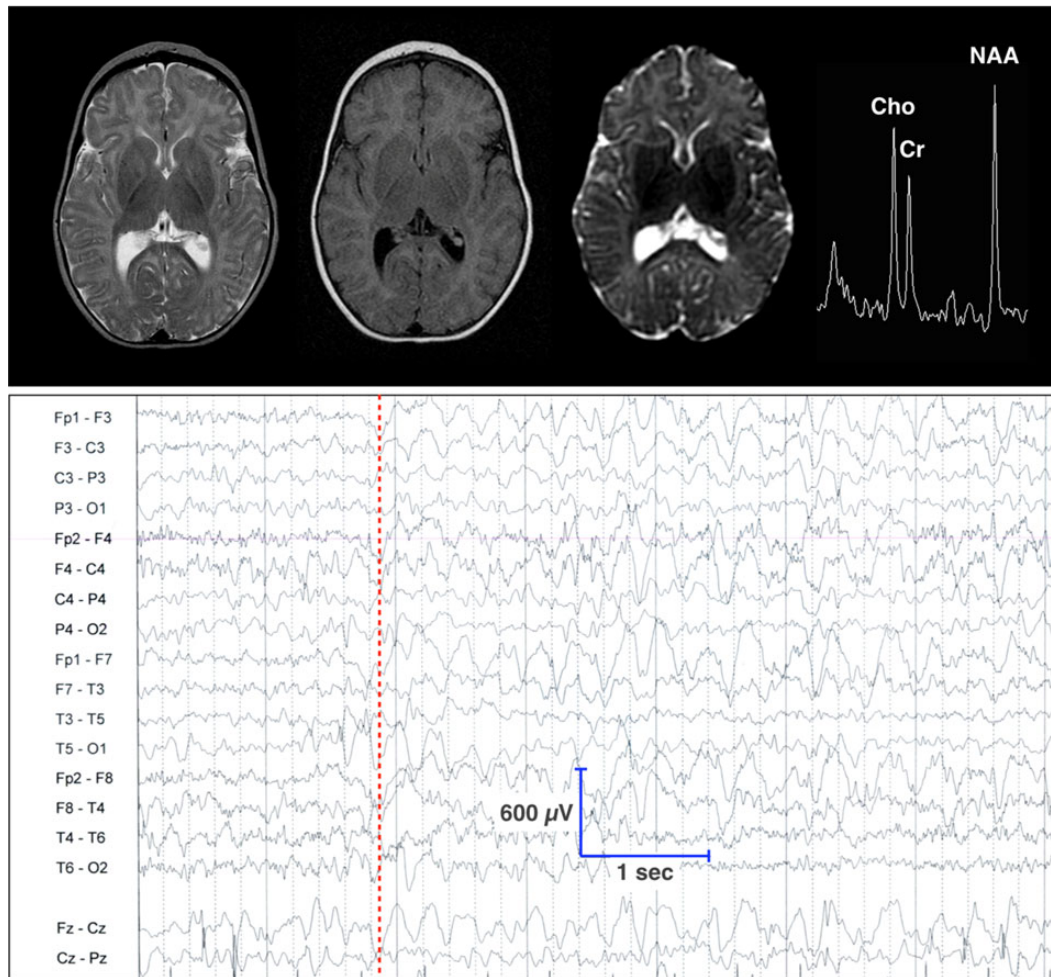 NAA
Cho
Cr
Fp1 - F3
F3 - C3
C3 - P3
P3 - O1
Fp2 - F4
F4 - C4
C4 - P4
P4 - O2
Fp1 - F7
F7 - T3
T3 - T5
T5 - O1
Fp2 - F8
F8 - T4
T4 - T6
T6 - O2
Fz - Cz
Cz - Pz
600 µV
1 sec